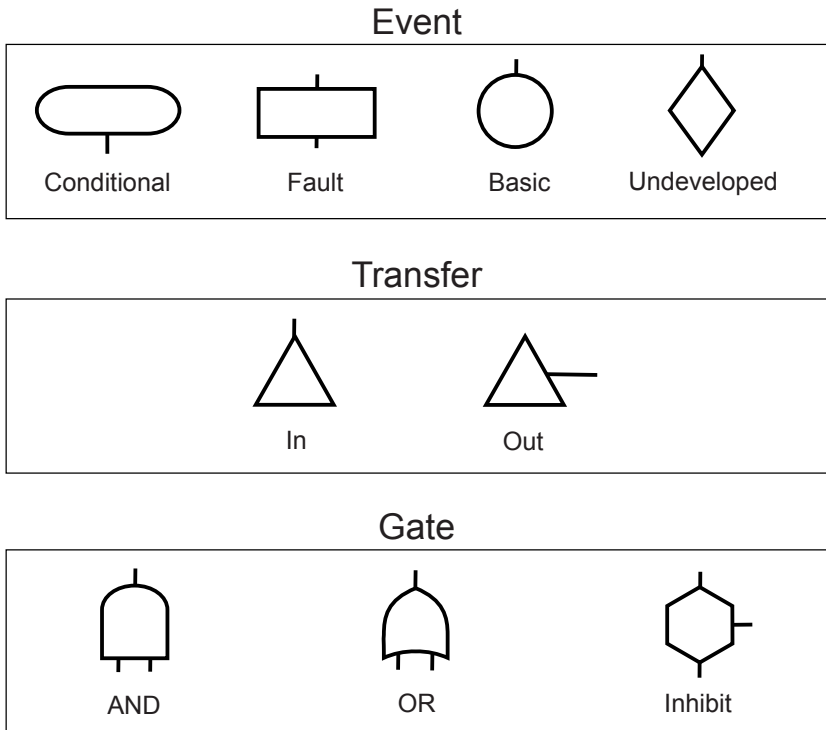 Event
Conditional Fault Basic Undeveloped
Transfer
In Out
Gate
AND OR Inhibit